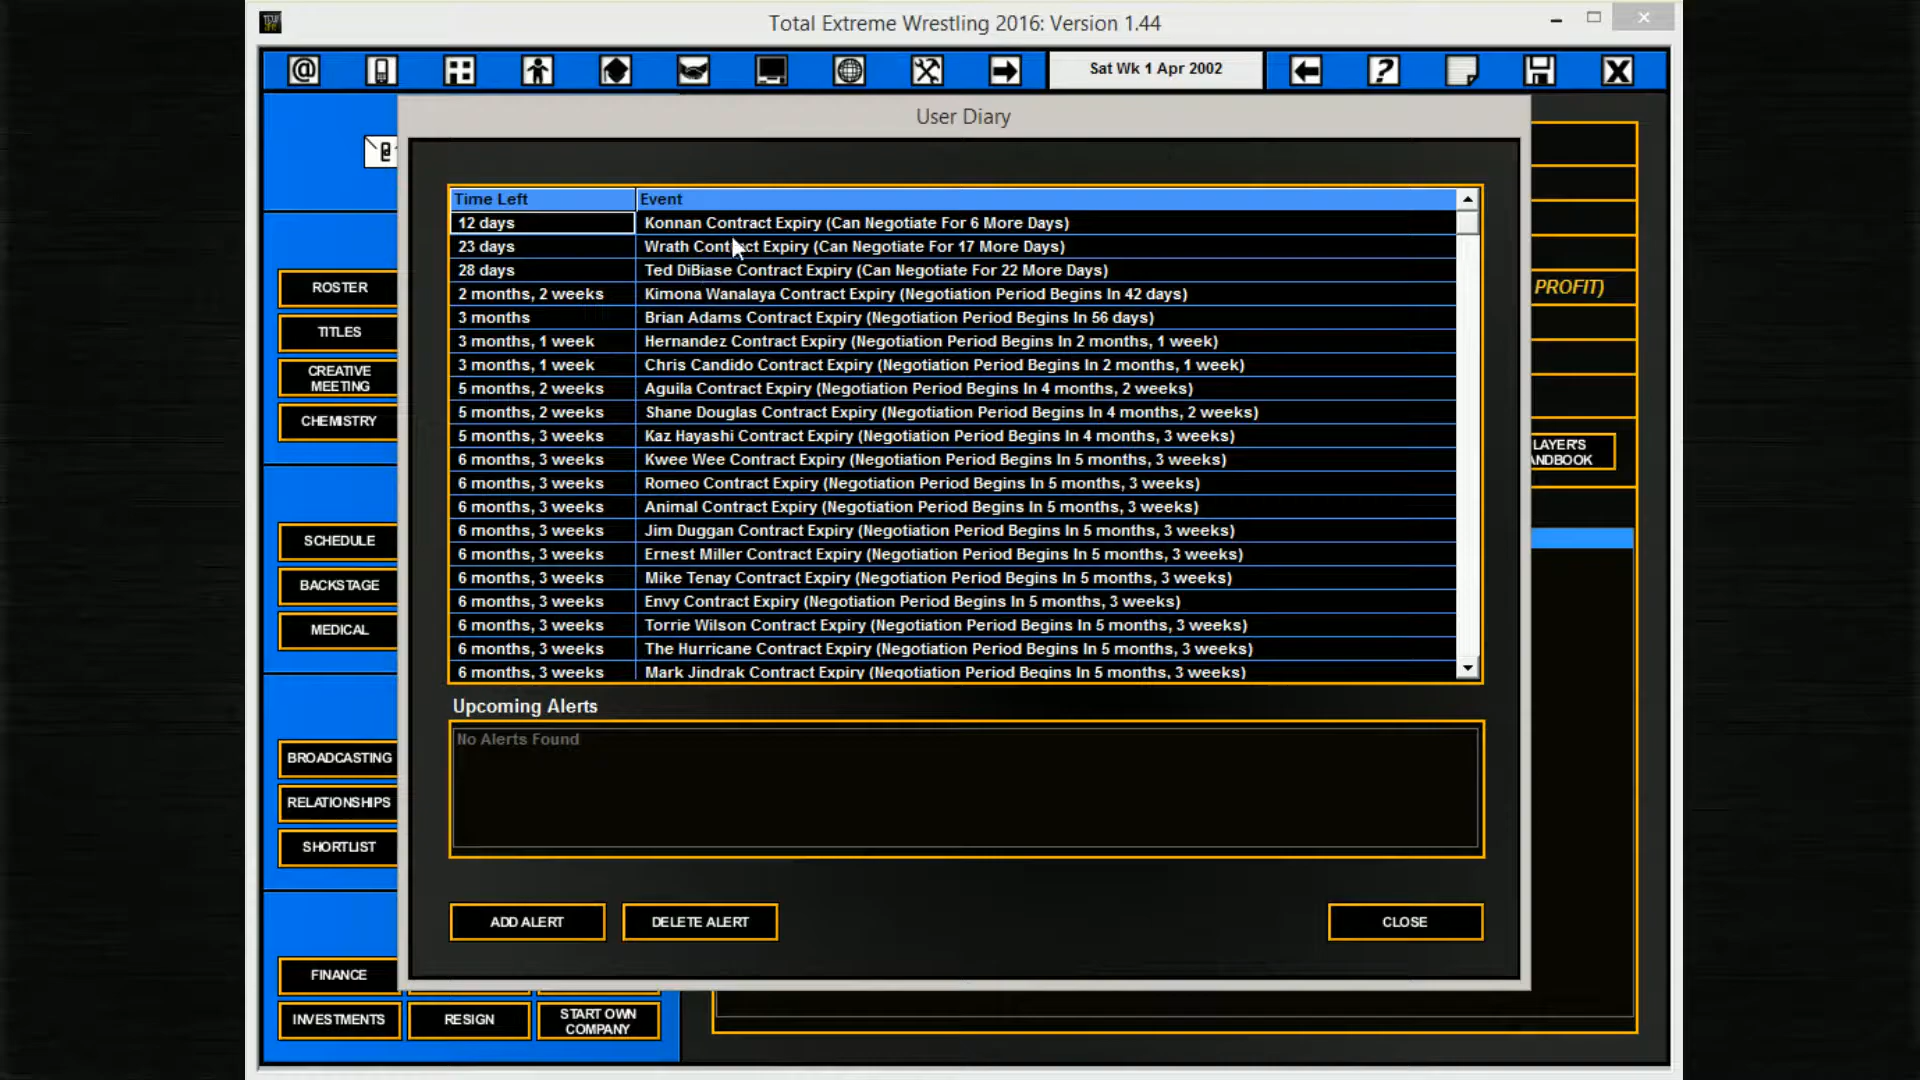 Total Extreme Wrestling 2016: Version 1.44
Sat Wk 1 Apr 2002
User Diary
Time Left Event
12 days Konnan Contract Expiry (Can Negotiate For 6 More Days)
23 days Wrath Contract Expiry (Can Negotiate For 17 More Days)
28 days Ted DiBiase Contract Expiry (Can Negotiate For 22 More Days)
2 months, 2 weeks Kimona Wanalaya Contract Expiry (Negotiation Period Begins In 42 days)
3 months Brian Adams Contract Expiry (Negotiation Period Begins In 56 days)
3 months, 1 week Hernandez Contract Expiry (Negotiation Period Begins In 2 months, 1 week)
3 months, 1 week Chris Candido Contract Expiry (Negotiation Period Begins In 2 months, 1 week)
5 months, 2 weeks Aguila Contract Expiry (Negotiation Period Begins In 4 months, 2 weeks)
5 months, 2 weeks Shane Douglas Contract Expiry (Negotiation Period Begins In 4 months, 2 weeks)
5 months, 3 weeks Kaz Hayashi Contract Expiry (Negotiation Period Begins In 4 months, 3 weeks)
6 months, 3 weeks Kwee Wee Contract Expiry (Negotiation Period Begins In 5 months, 3 weeks)
6 months, 3 weeks Romeo Contract Expiry (Negotiation Period Begins In 5 months, 3 weeks)
6 months, 3 weeks Animal Contract Expiry (Negotiation Period Begins In 5 months, 3 weeks)
6 months, 3 weeks Jim Duggan Contract Expiry (Negotiation Period Begins In 5 months, 3 weeks)
6 months, 3 weeks Ernest Miller Contract Expiry (Negotiation Period Begins In 5 months, 3 weeks)
6 months, 3 weeks Mike Tenay Contract Expiry (Negotiation Period Begins In 5 months, 3 weeks)
6 months, 3 weeks Envy Contract Expiry (Negotiation Period Begins In 5 months, 3 weeks)
6 months, 3 weeks Torrie Wilson Contract Expiry (Negotiation Period Begins In 5 months, 3 weeks)
6 months, 3 weeks The Hurricane Contract Expiry (Negotiation Period Begins In 5 months, 3 weeks)
6 months, 3 weeks Mark Jindrak Contract Expiry (Negotiation Period Begins In 5 months, 3 weeks)
Upcoming Alerts
No Alerts Found
ADD ALERT
DELETE ALERT
CLOSE
ROSTER
TITLES
CREATIVE
MEETING
CHEMISTRY
SCHEDULE
BACKSTAGE
MEDICAL
BROADCASTING
RELATIONSHIPS
SHORTLIST
FINANCE
INVESTMENTS
RESIGN
START OWN
COMPANY
PROFIT)
LAYER'S
ANDBOOK